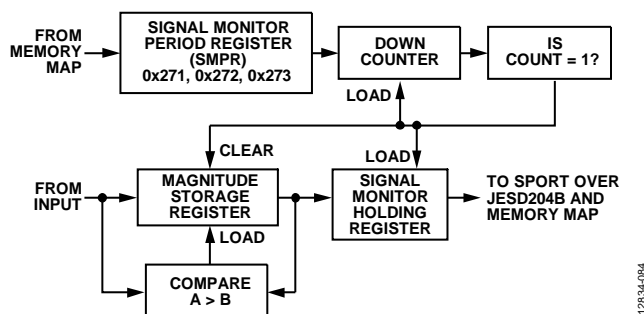 FROM
MEMORY
MAP
SIGNAL MONITOR
PERIOD REGISTER
(SMPR)
0x271, 0x272, 0x273
DOWN
COUNTER
IS
COUNT = 1?
LOAD
CLEAR
LOAD
FROM
INPUT
MAGNITUDE
STORAGE
REGISTER
SIGNAL
MONITOR
HOLDING
REGISTER
TO SPORT OVER
JESD204B AND
MEMORY MAP
LOAD
COMPARE
A > B
12834-084